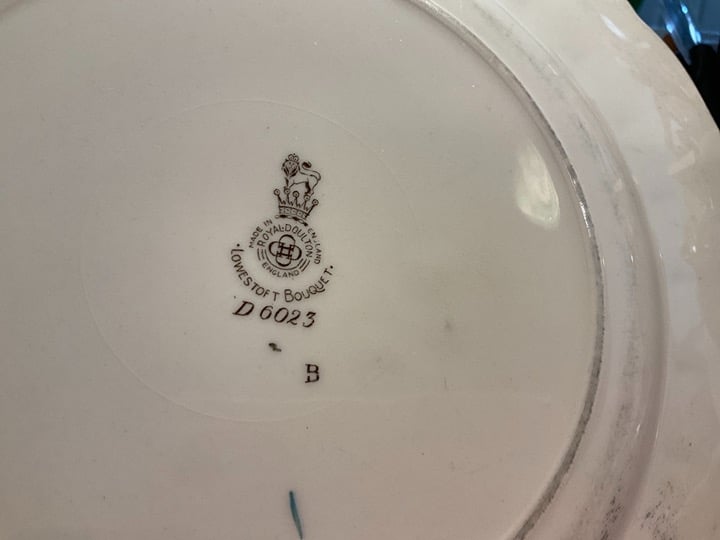 MADE IN ENGLAND
ROYAL·DOULTON
ENGLAND
·LOWESTOFT BOUQUET·
D 6023
B